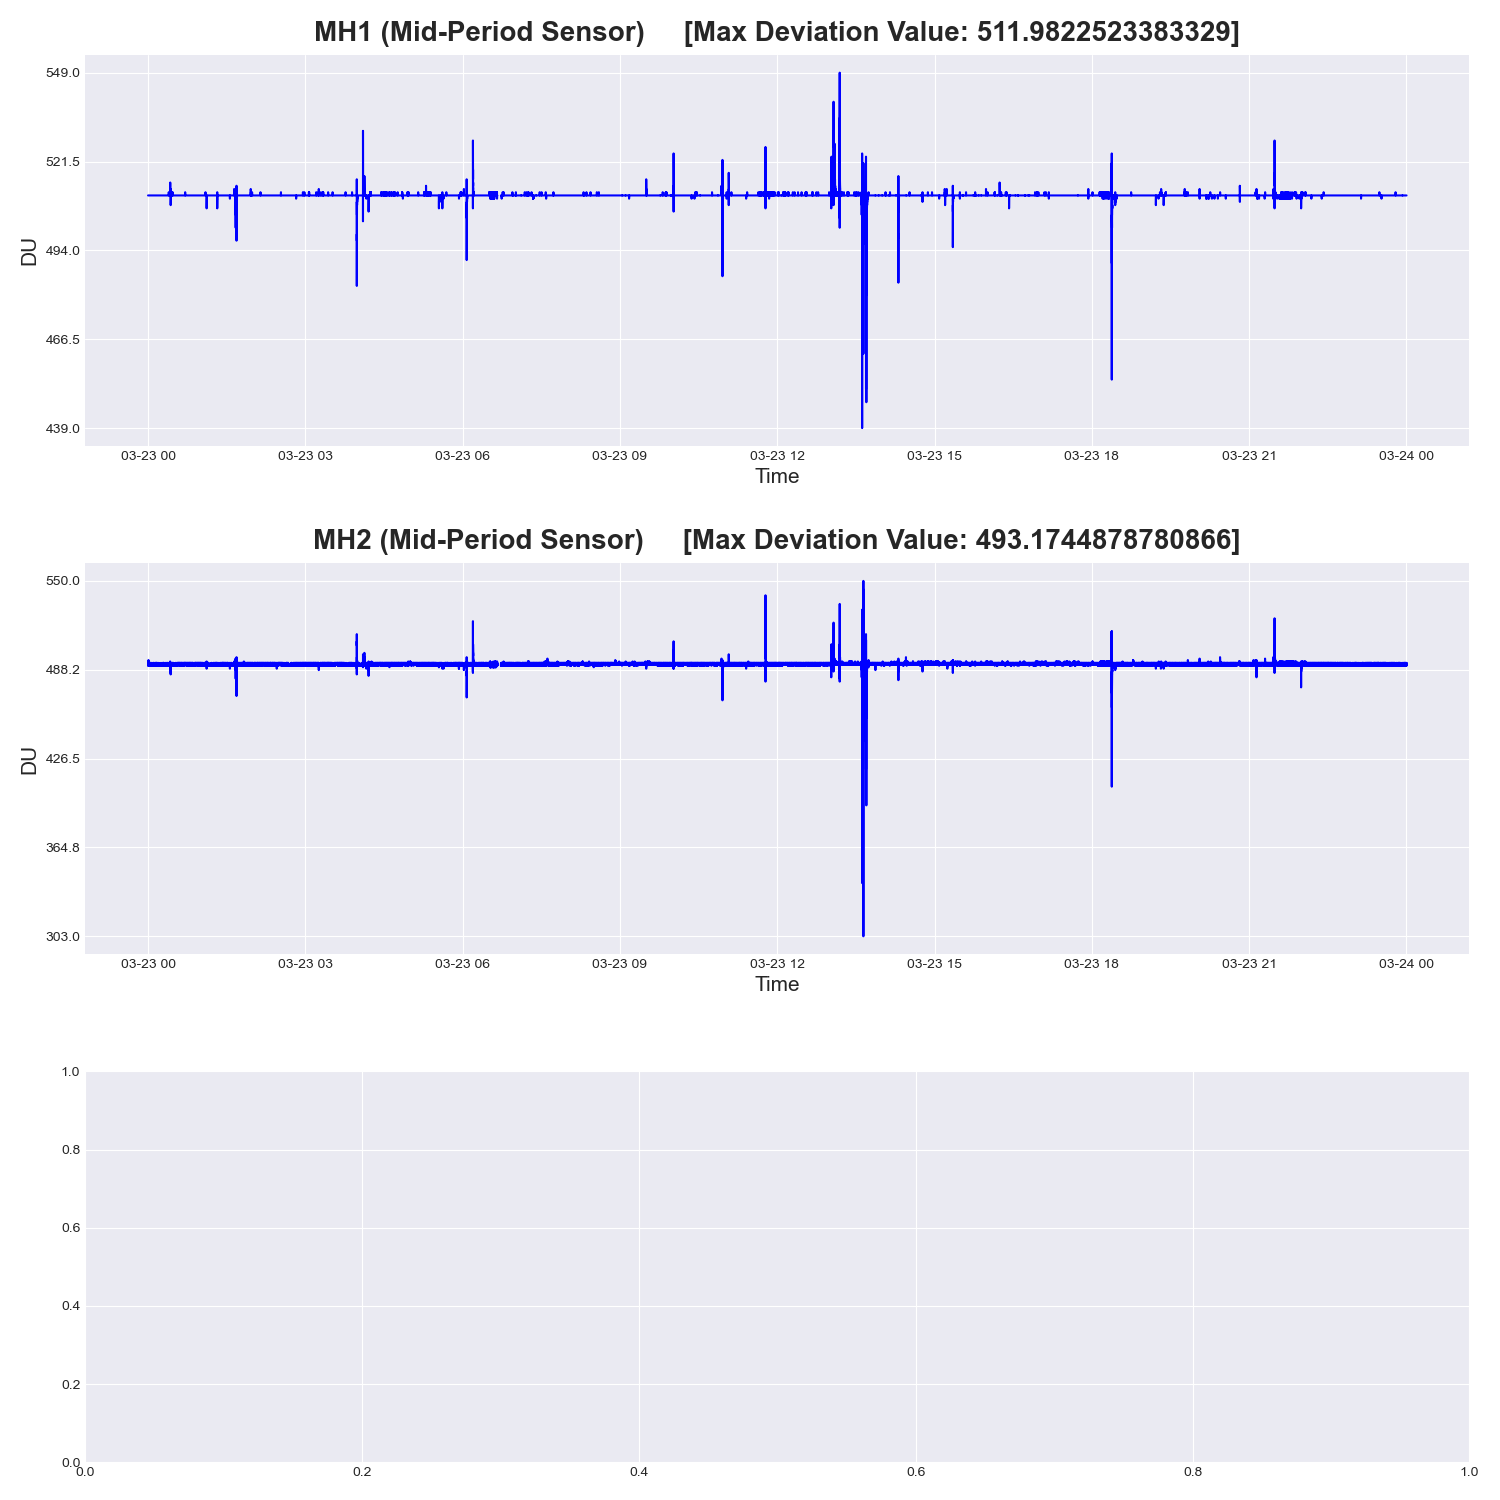 MH1 (Mid-Period Sensor) [Max Deviation Value: 511.9822523383329]
549.0
521.5
494.0
466.5
439.0
DU
03-23 00 03-23 03 03-23 06 03-23 09 03-23 12 03-23 15 03-23 18 03-23 21 03-24 00
Time
MH2 (Mid-Period Sensor) [Max Deviation Value: 493.1744878780866]
550.0
488.2
426.5
364.8
303.0
DU
03-23 00 03-23 03 03-23 06 03-23 09 03-23 12 03-23 15 03-23 18 03-23 21 03-24 00
Time
1.0
0.8
0.6
0.4
0.2
0.0
0.0 0.2 0.4 0.6 0.8 1.0